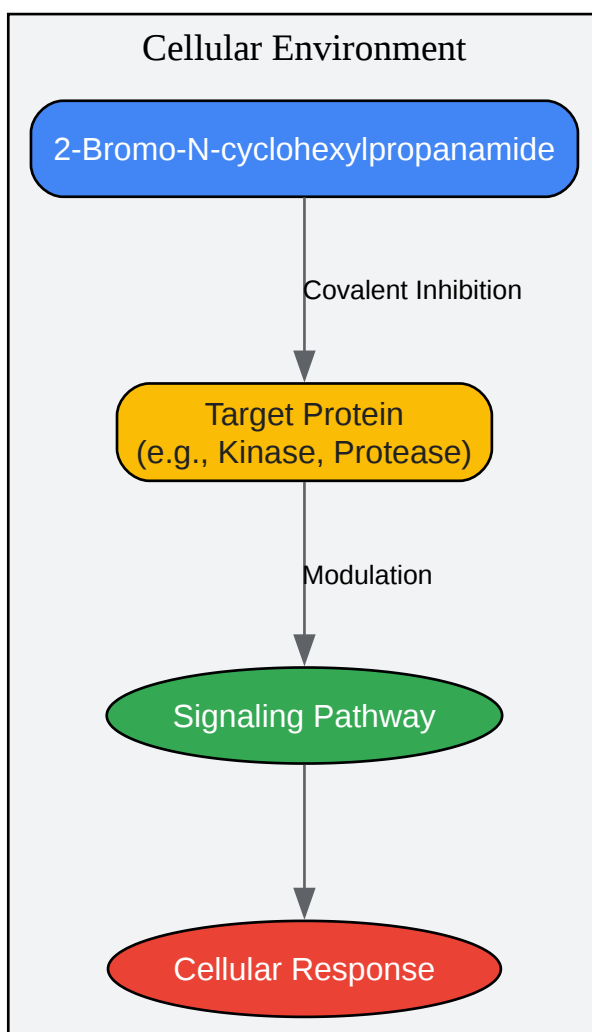 Cellular Environment
2-Bromo-N-cyclohexylpropanamide
Covalent Inhibition
Target Protein
(e.g., Kinase, Protease)
Modulation
Signaling Pathway
Cellular Response